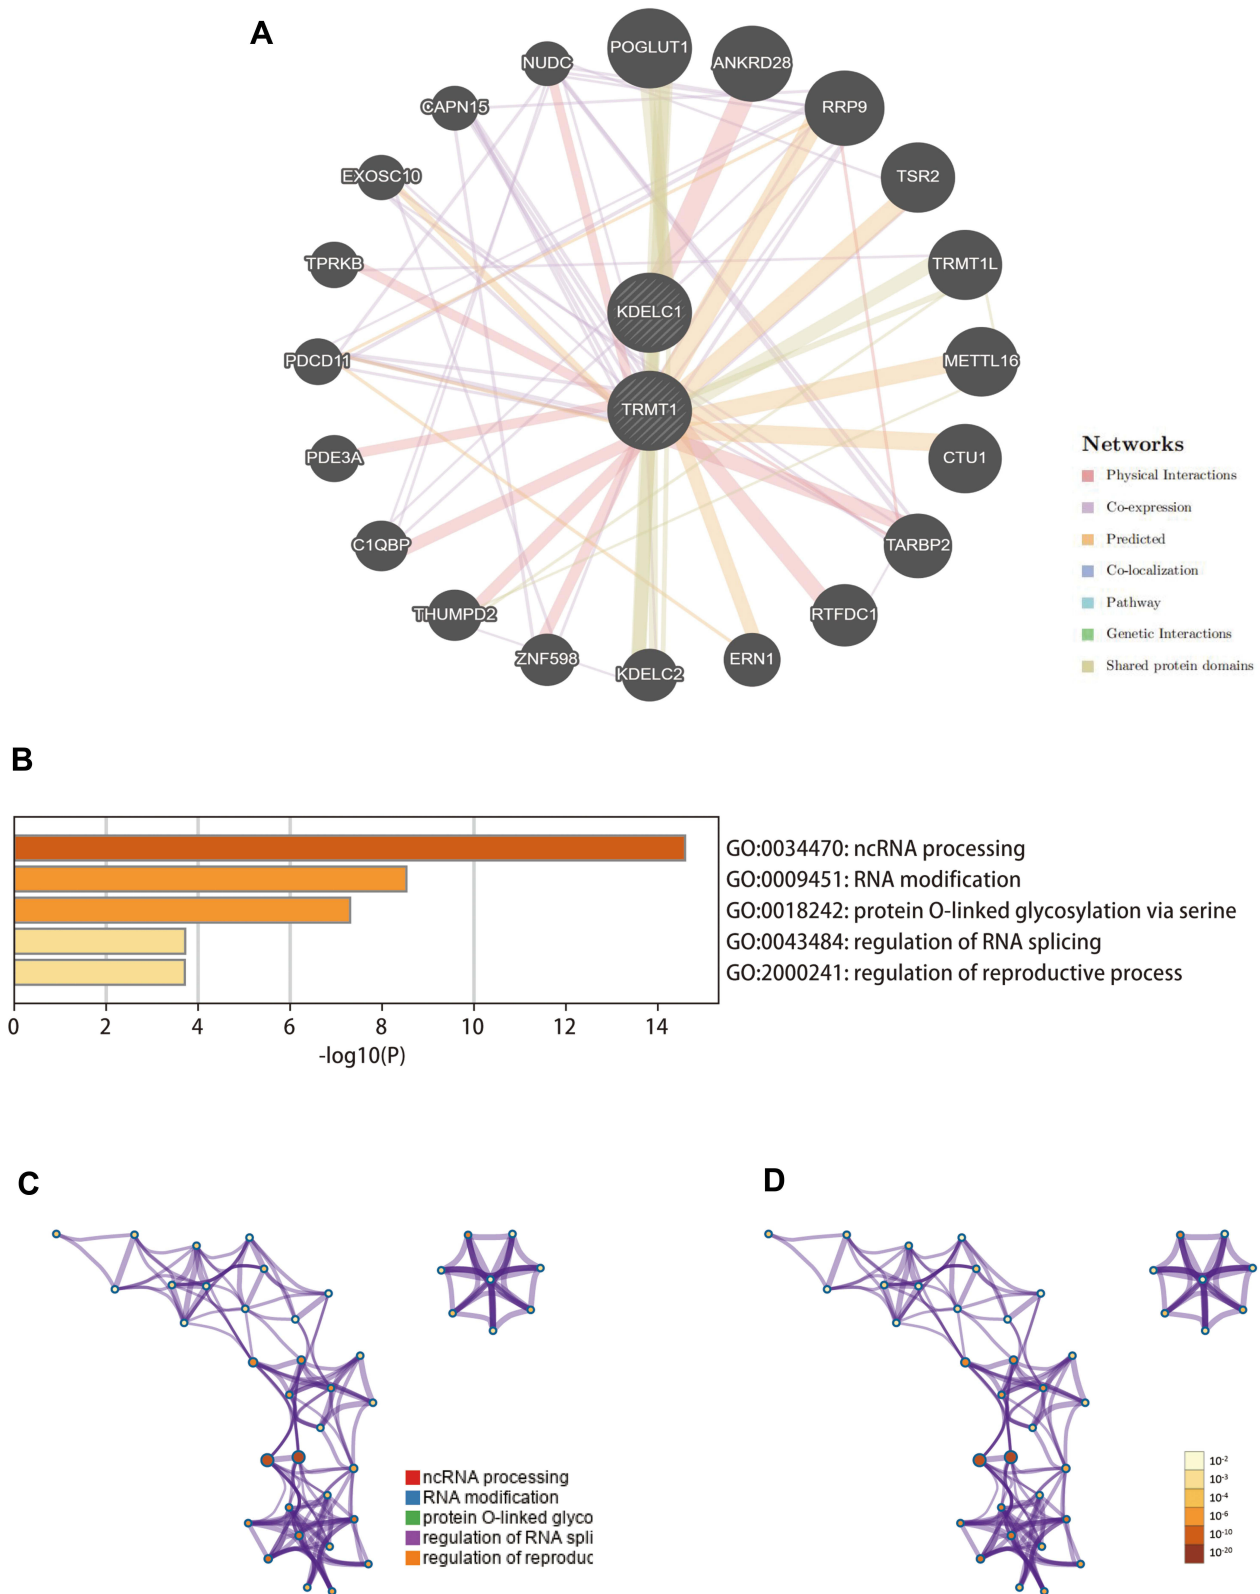 A
POGLUT1
NUDC
ANKRD28
CAPN15
RRP9
EXOSC10
TSR2
TPRKB
TRMT1L
KDELC1
PDCD11
METTL16
TRMT1
PDE3A
CTU1
C1QBP
TARBP2
THUMPD2
RTFDC1
ZNF598
KDELC2
ERN1
Networks
Physical Interactions
Co-expression
Predicted
Co-localization
Pathway
Genetic Interactions
Shared protein domains
B
GO:0034470: ncRNA processing
GO:0009451: RNA modification
GO:0018242: protein O-linked glycosylation via serine
GO:0043484: regulation of RNA splicing
GO:2000241: regulation of reproductive process
0 2 4 6 8 10 12 14
-log10(P)
C
ncRNA processing
RNA modification
protein O-linked glyco
regulation of RNA spli
regulation of reproduc
D
10-2
10-3
10-4
10-6
10-10
10-20